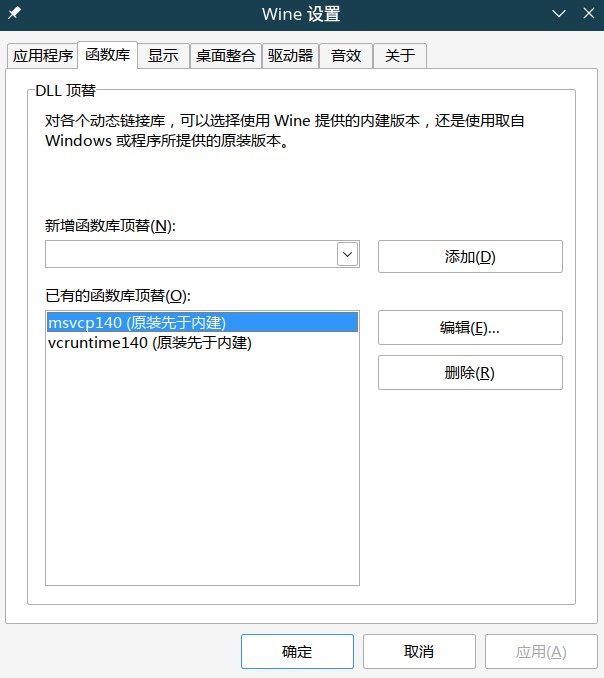 Wine 设置
应用程序 函数库 显示 桌面整合 驱动器 音效 关于
DLL 顶替
对各个动态链接库，可以选择使用 Wine 提供的内建版本，还是使用取自
Windows 或程序所提供的原装版本。
新增函数库顶替(N):
添加(D)
已有的函数库顶替(O):
msvcp140 (原装先于内建)
vcruntime140 (原装先于内建)
编辑(E)...
删除(R)
确定 取消 应用(A)